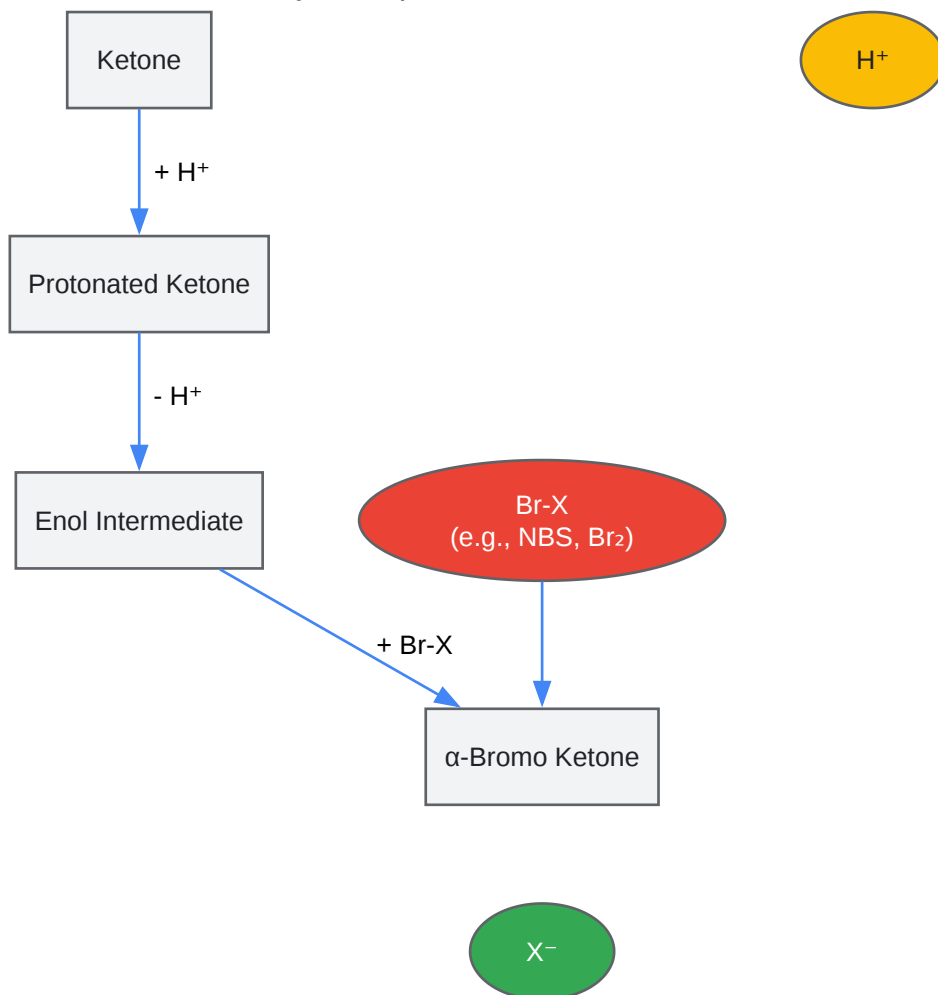 Ketone
H⁺
+ H⁺
Protonated Ketone
- H⁺
Enol Intermediate
Br-X
(e.g., NBS, Br₂)
+ Br-X
α-Bromo Ketone
X⁻